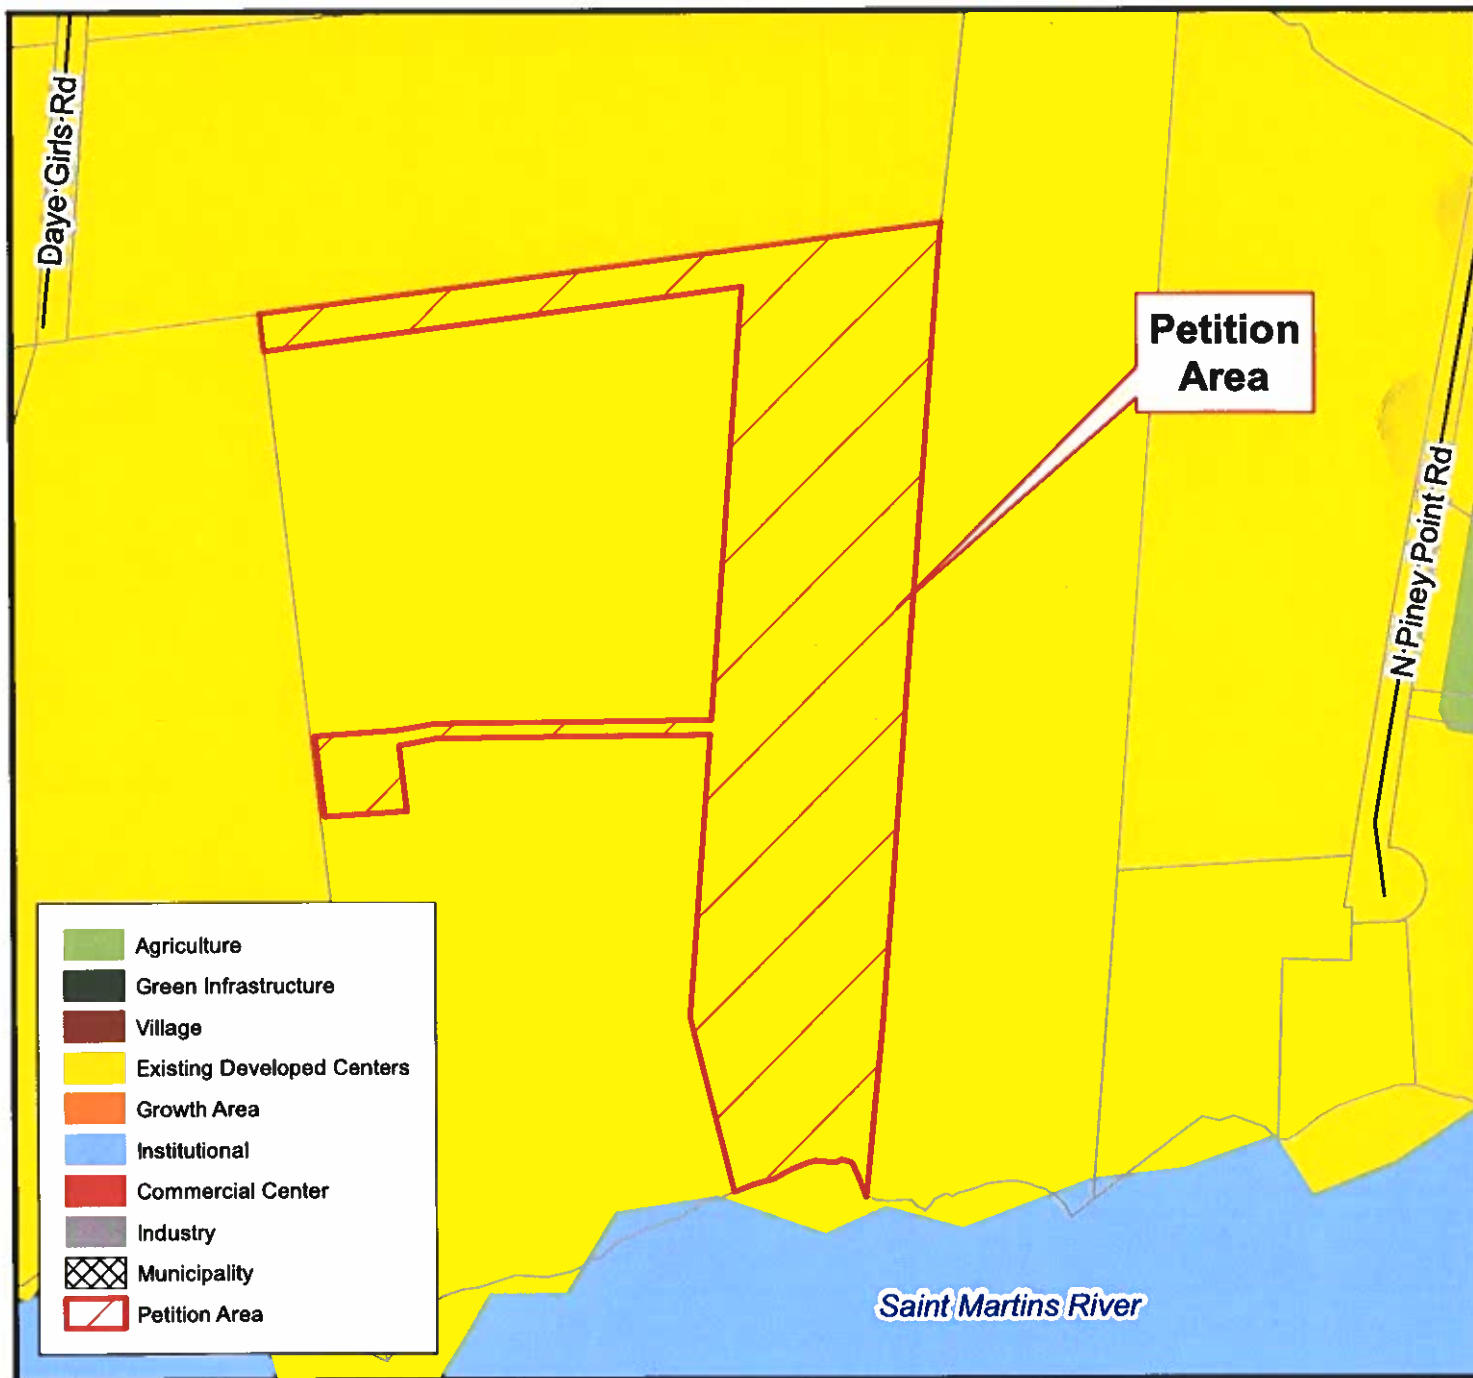 Daye Girls Rd
Petition
Area
N Piney Point Rd
Agriculture
Green Infrastructure
Village
Existing Developed Centers
Growth Area
Institutional
Commercial Center
Industry
Municipality
Petition Area
Saint Martins River